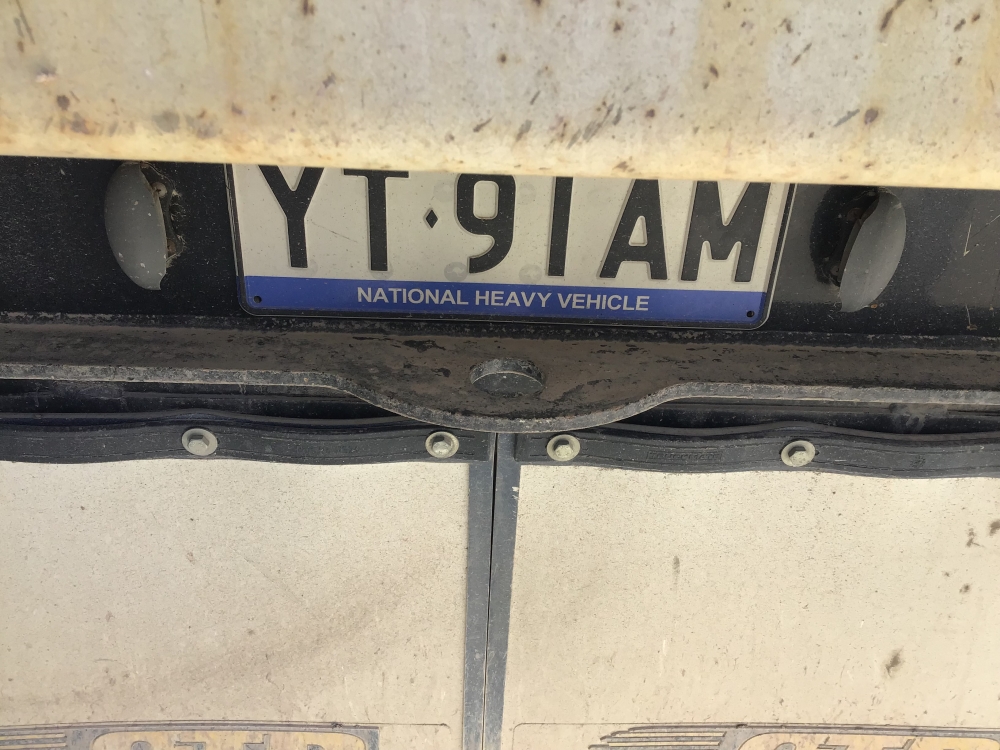 YT·91AM
NATIONAL HEAVY VEHICLE